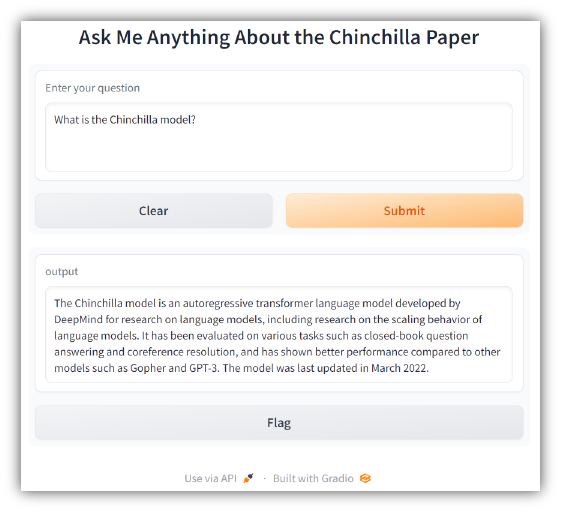 Ask Me Anything About the Chinchilla Paper
Enter your question
What is the Chinchilla model?
Clear
Submit
output
The Chinchilla model is an autoregressive transformer language model developed by
DeepMind for research on language models, including research on the scaling behavior of
language models. It has been evaluated on various tasks such as closed-book question
answering and coreference resolution, and has shown better performance compared to other
models such as Gopher and GPT-3. The model was last updated in March 2022.
Flag
Use via API · Built with Gradio